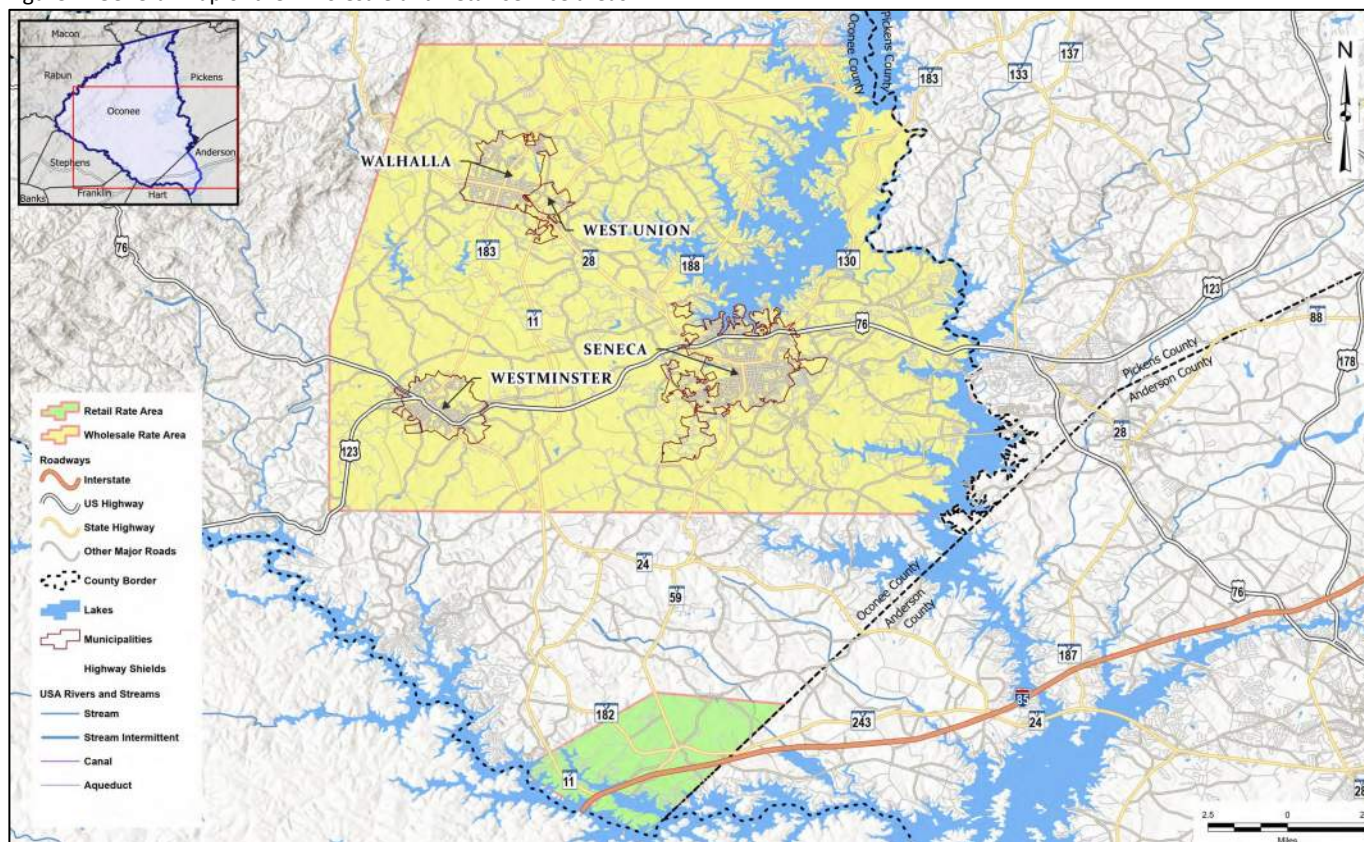 Macon
Rabun
Pickens
Oconee
Stephens
Anderson
Franklin
Hart
Banks
Oconee County
Pickens County
183
133
137
N
WALHALLA
WEST UNION
76
183
28
188
130
123
11
76
88
SENECA
Pickens County
Anderson County
178
WESTMINSTER
123
28
Retail Rate Area
Wholesale Rate Area
Roadways
Interstate
US Highway
State Highway
Other Major Roads
County Border
Lakes
Municipalities
Highway Shields
USA Rivers and Streams
Stream
Stream Intermittent
Canal
Aqueduct
24
59
Oconee County
Anderson County
76
187
85
182
243
24
11
28
2.5
0
Miles